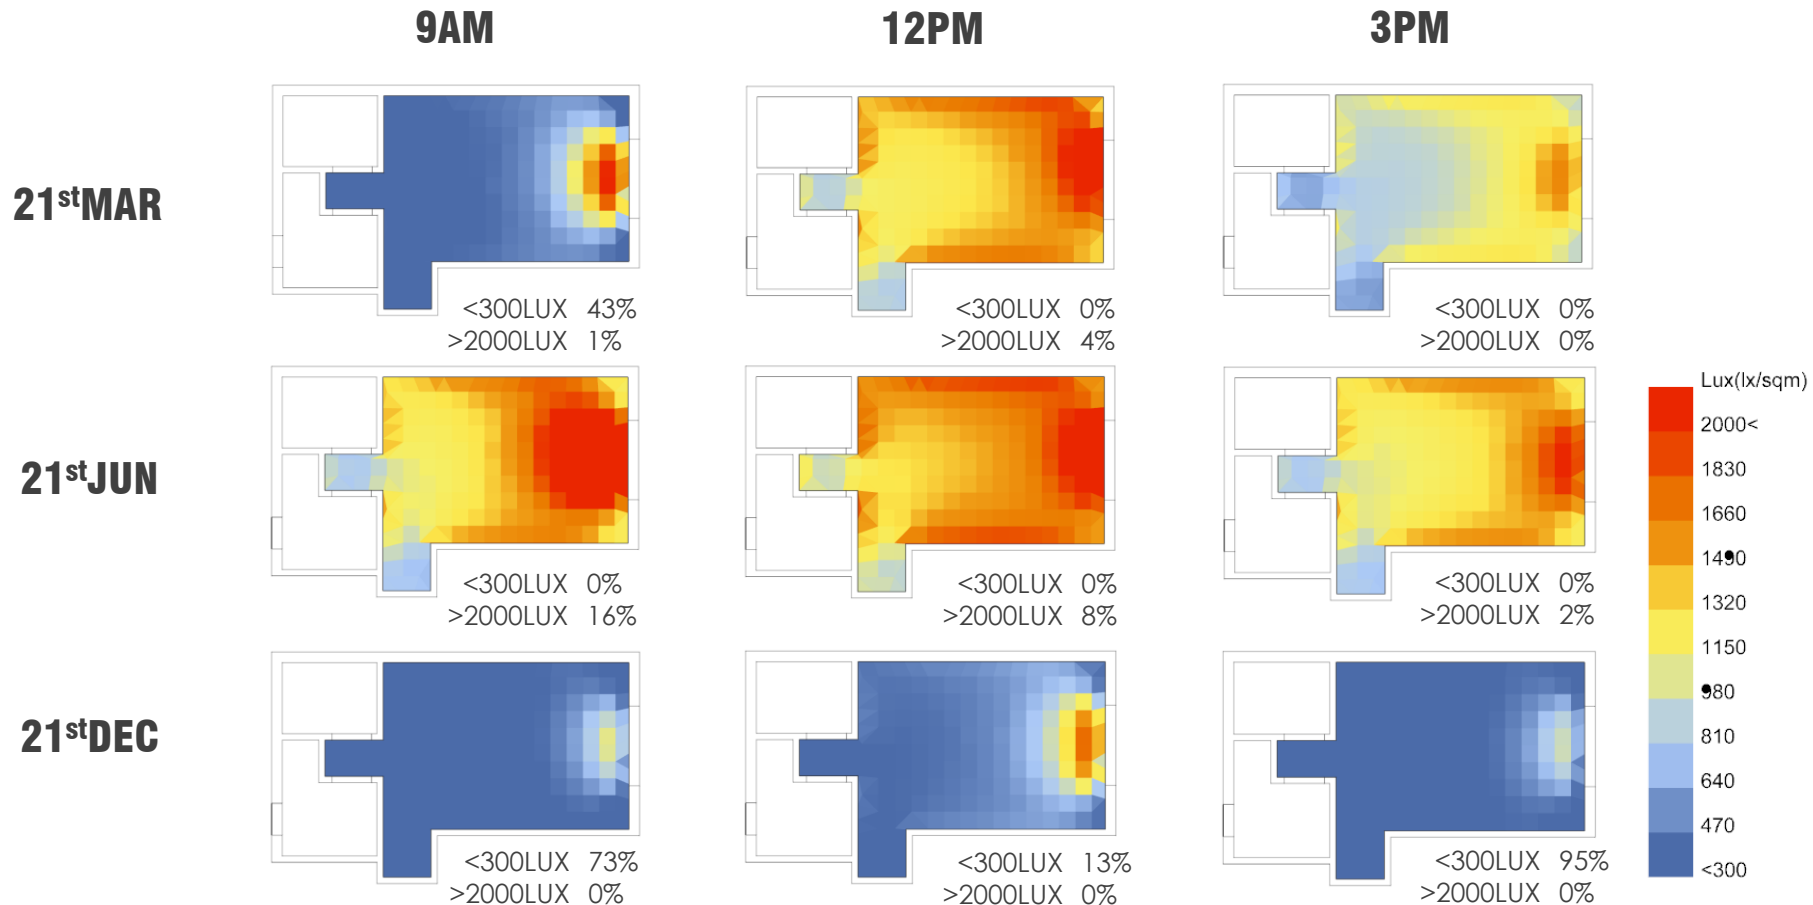 9AM 12PM 3PM
21stMAR
<300LUX 43%
>2000LUX 1%
<300LUX 0%
>2000LUX 4%
<300LUX 0%
>2000LUX 0%
21stJUN
<300LUX 0%
>2000LUX 16%
<300LUX 0%
>2000LUX 8%
<300LUX 0%
>2000LUX 2%
21stDEC
<300LUX 73%
>2000LUX 0%
<300LUX 13%
>2000LUX 0%
<300LUX 95%
>2000LUX 0%
Lux(lx/sqm)
2000<
1830
1660
1490
1320
1150
980
810
640
470
<300